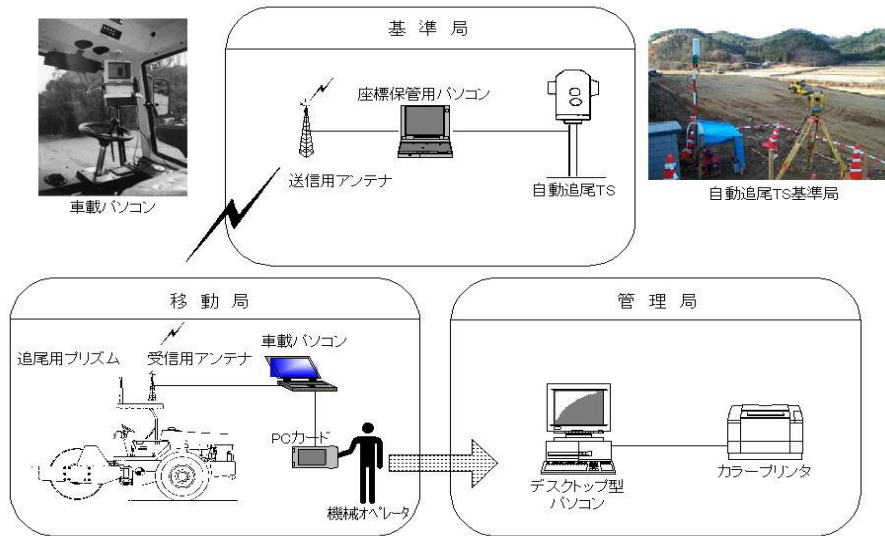 基準局
座標保管用パソコン
送信用アンテナ
自動追尾TS
車載パソコン
自動追尾TS基準局
移動局
追尾用プリズム
受信用アンテナ
車載パソコン
PCカード
機械オペレータ
管理局
デスクトップ型
パソコン
カラープリンタ